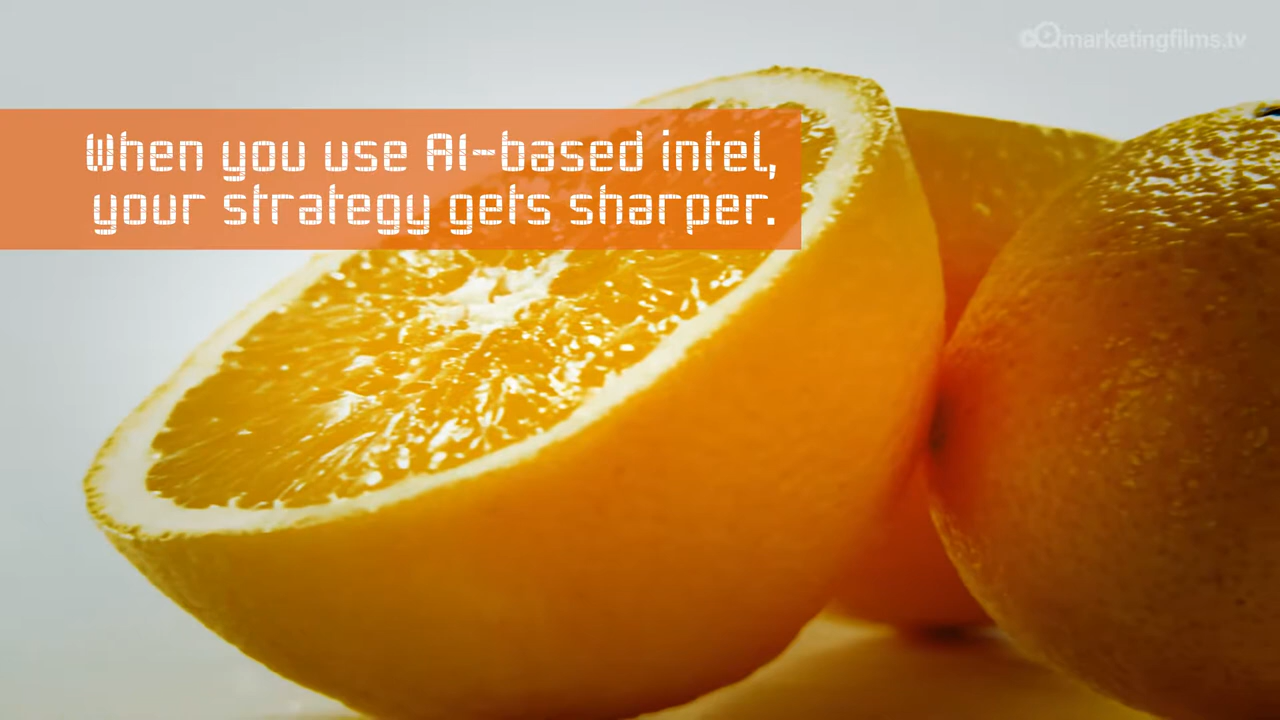 marketingfilms.tv
When you use AI-based intel,
your strategy gets sharper.